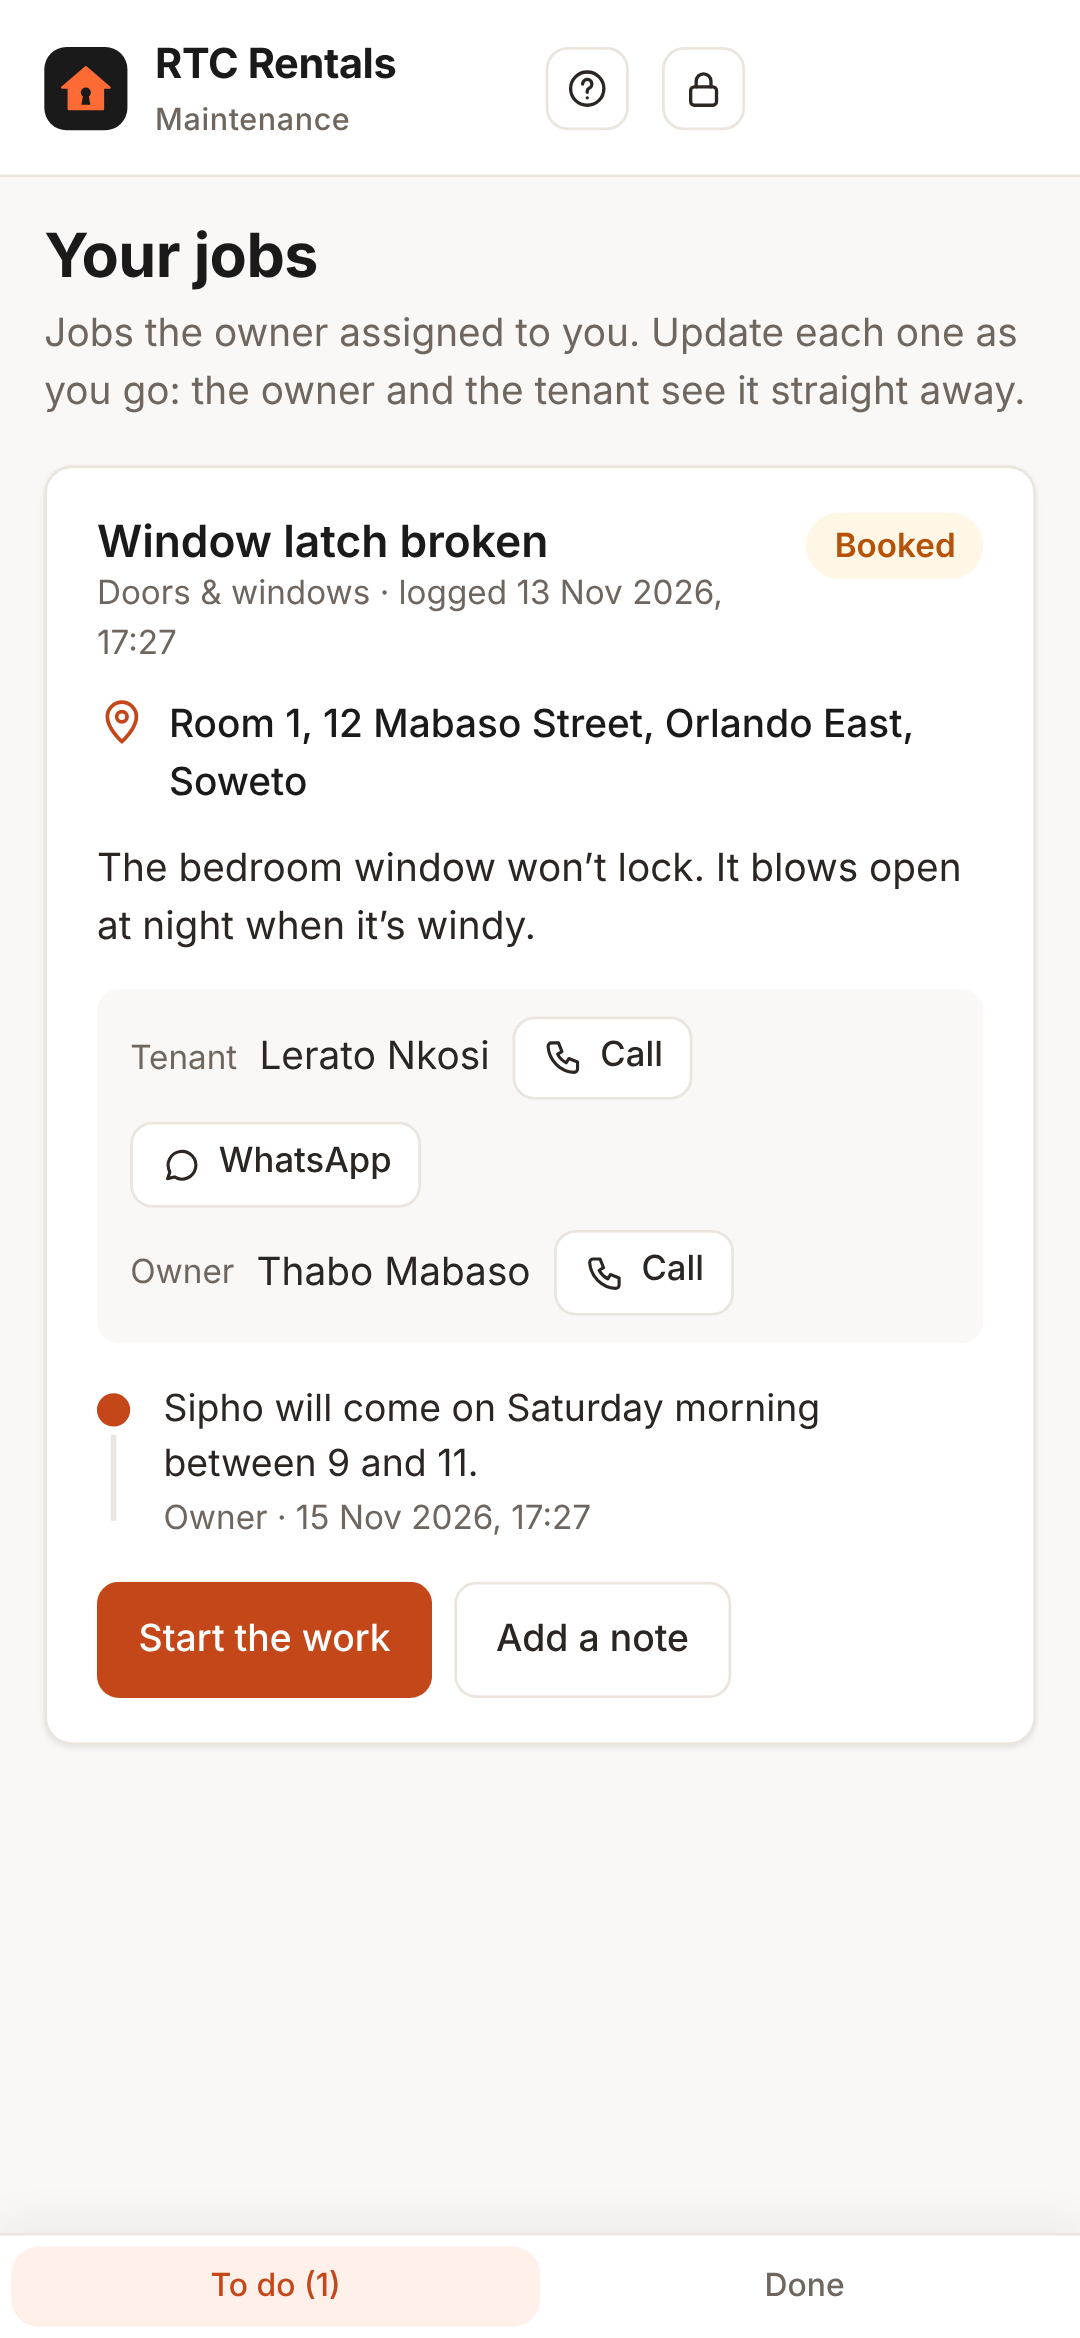 RTC Rentals
Maintenance
Your jobs
Jobs the owner assigned to you. Update each one as
you go: the owner and the tenant see it straight away.
Window latch broken
Booked
Doors & windows · logged 13 Nov 2026,
17:27
Room 1, 12 Mabaso Street, Orlando East,
Soweto
The bedroom window won’t lock. It blows open
at night when it’s windy.
Tenant Lerato Nkosi Call
WhatsApp
Owner Thabo Mabaso Call
Sipho will come on Saturday morning
between 9 and 11.
Owner · 15 Nov 2026, 17:27
Start the work Add a note
To do (1) Done